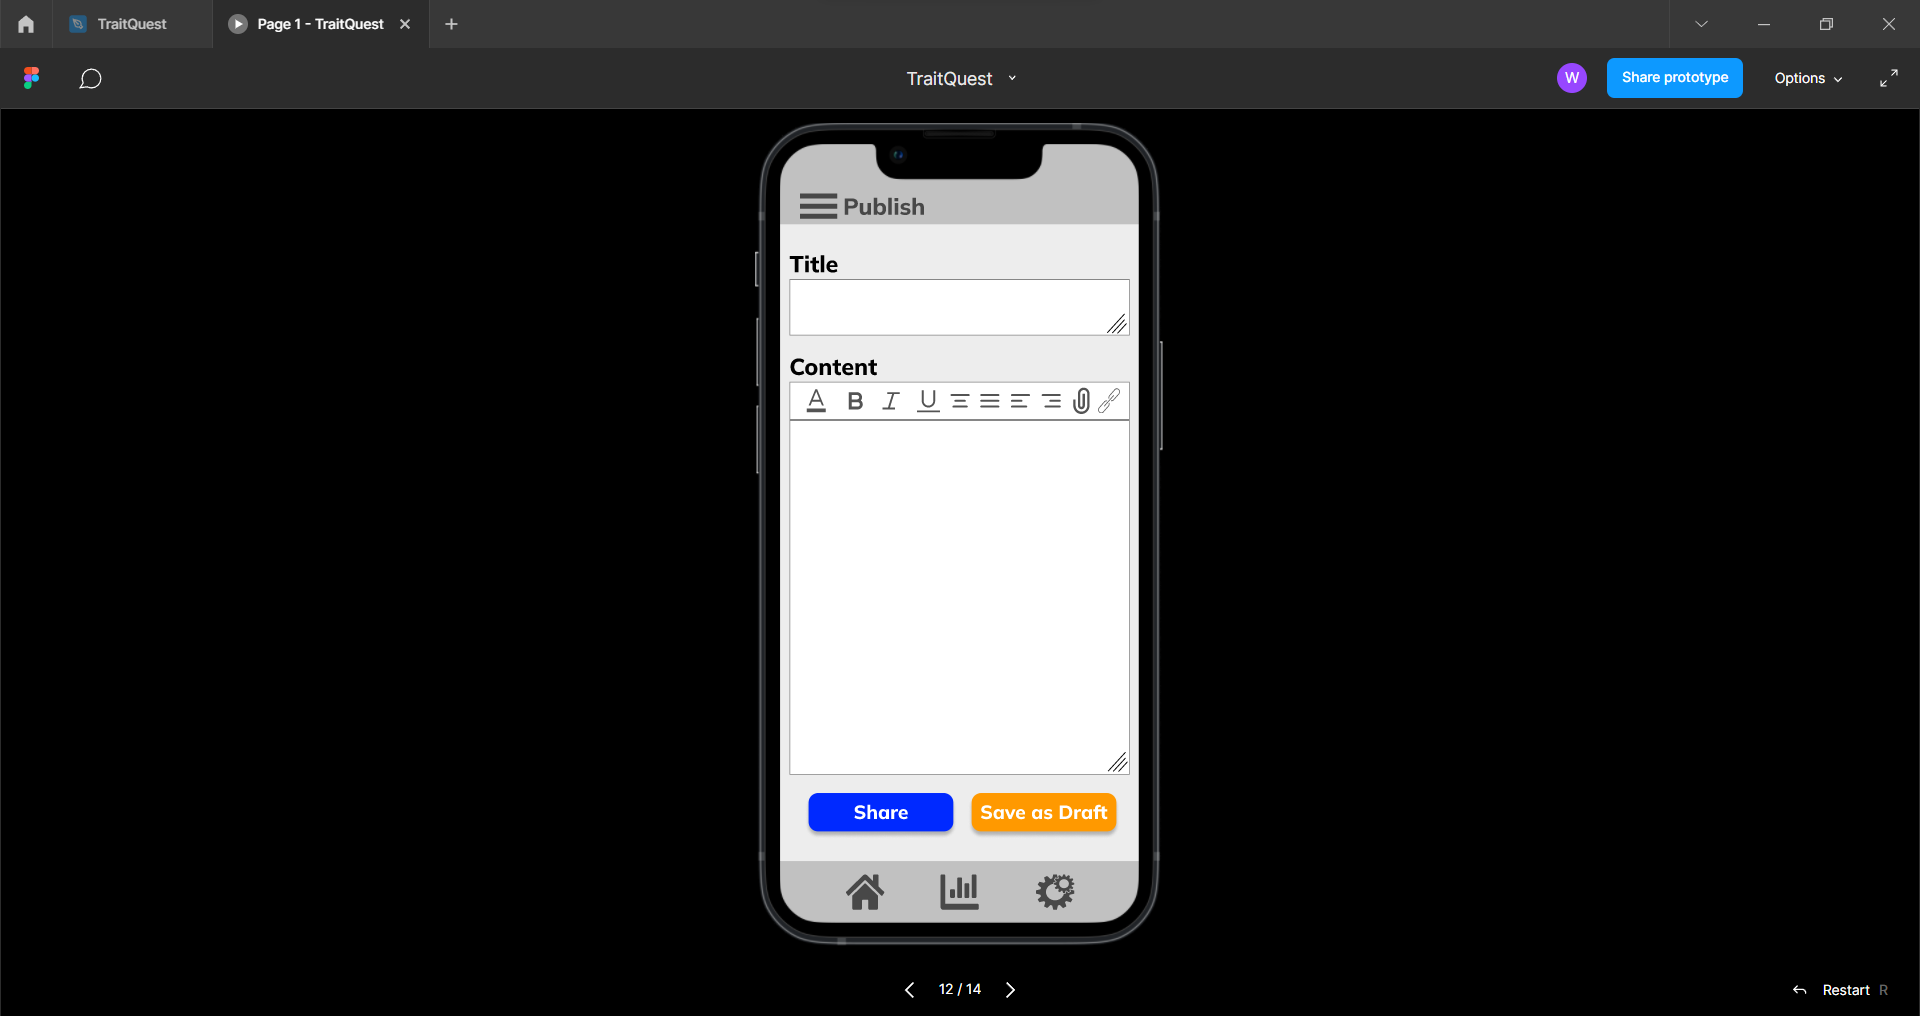 TraitQuest
Page 1 - TraitQuest
TraitQuest
W
Share prototype
Options
Publish
Title
Content
A B I U
Share
Save as Draft
12 / 14
Restart R